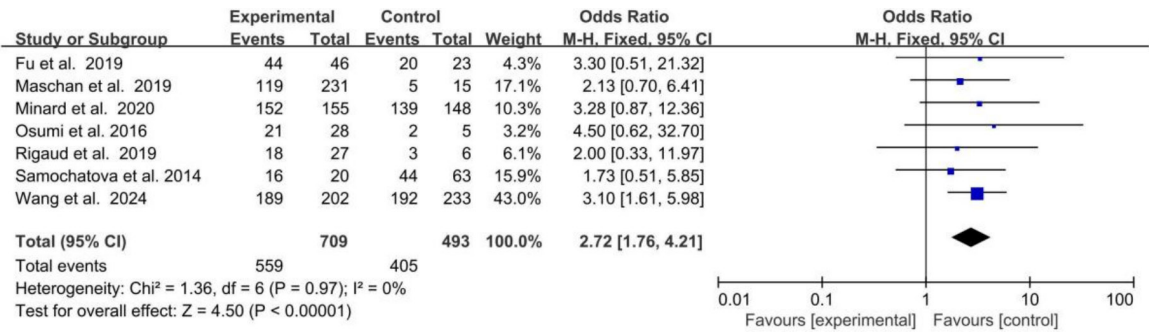 Experimental Control Odds Ratio Odds Ratio
Study or Subgroup Events Total Events Total Weight M-H, Fixed, 95% CI M-H, Fixed, 95% CI
Fu et al. 2019 44 46 20 23 4.3% 3.30 [0.51, 21.32]
Maschan et al. 2019 119 231 5 15 17.1% 2.13 [0.70, 6.41]
Minard et al. 2020 152 155 139 148 10.3% 3.28 [0.87, 12.36]
Osumi et al. 2016 21 28 2 5 3.2% 4.50 [0.62, 32.70]
Rigaud et al. 2019 18 27 3 6 6.1% 2.00 [0.33, 11.97]
Samochatova et al. 2014 16 20 44 63 15.9% 1.73 [0.51, 5.85]
Wang et al. 2024 189 202 192 233 43.0% 3.10 [1.61, 5.98]
Total (95% CI) 709 493 100.0% 2.72 [1.76, 4.21]
Total events 559 405
Heterogeneity: Chi² = 1.36, df = 6 (P = 0.97); I² = 0%
Test for overall effect: Z = 4.50 (P < 0.00001)
0.01 0.1 1 10 100
Favours [experimental] Favours [control]